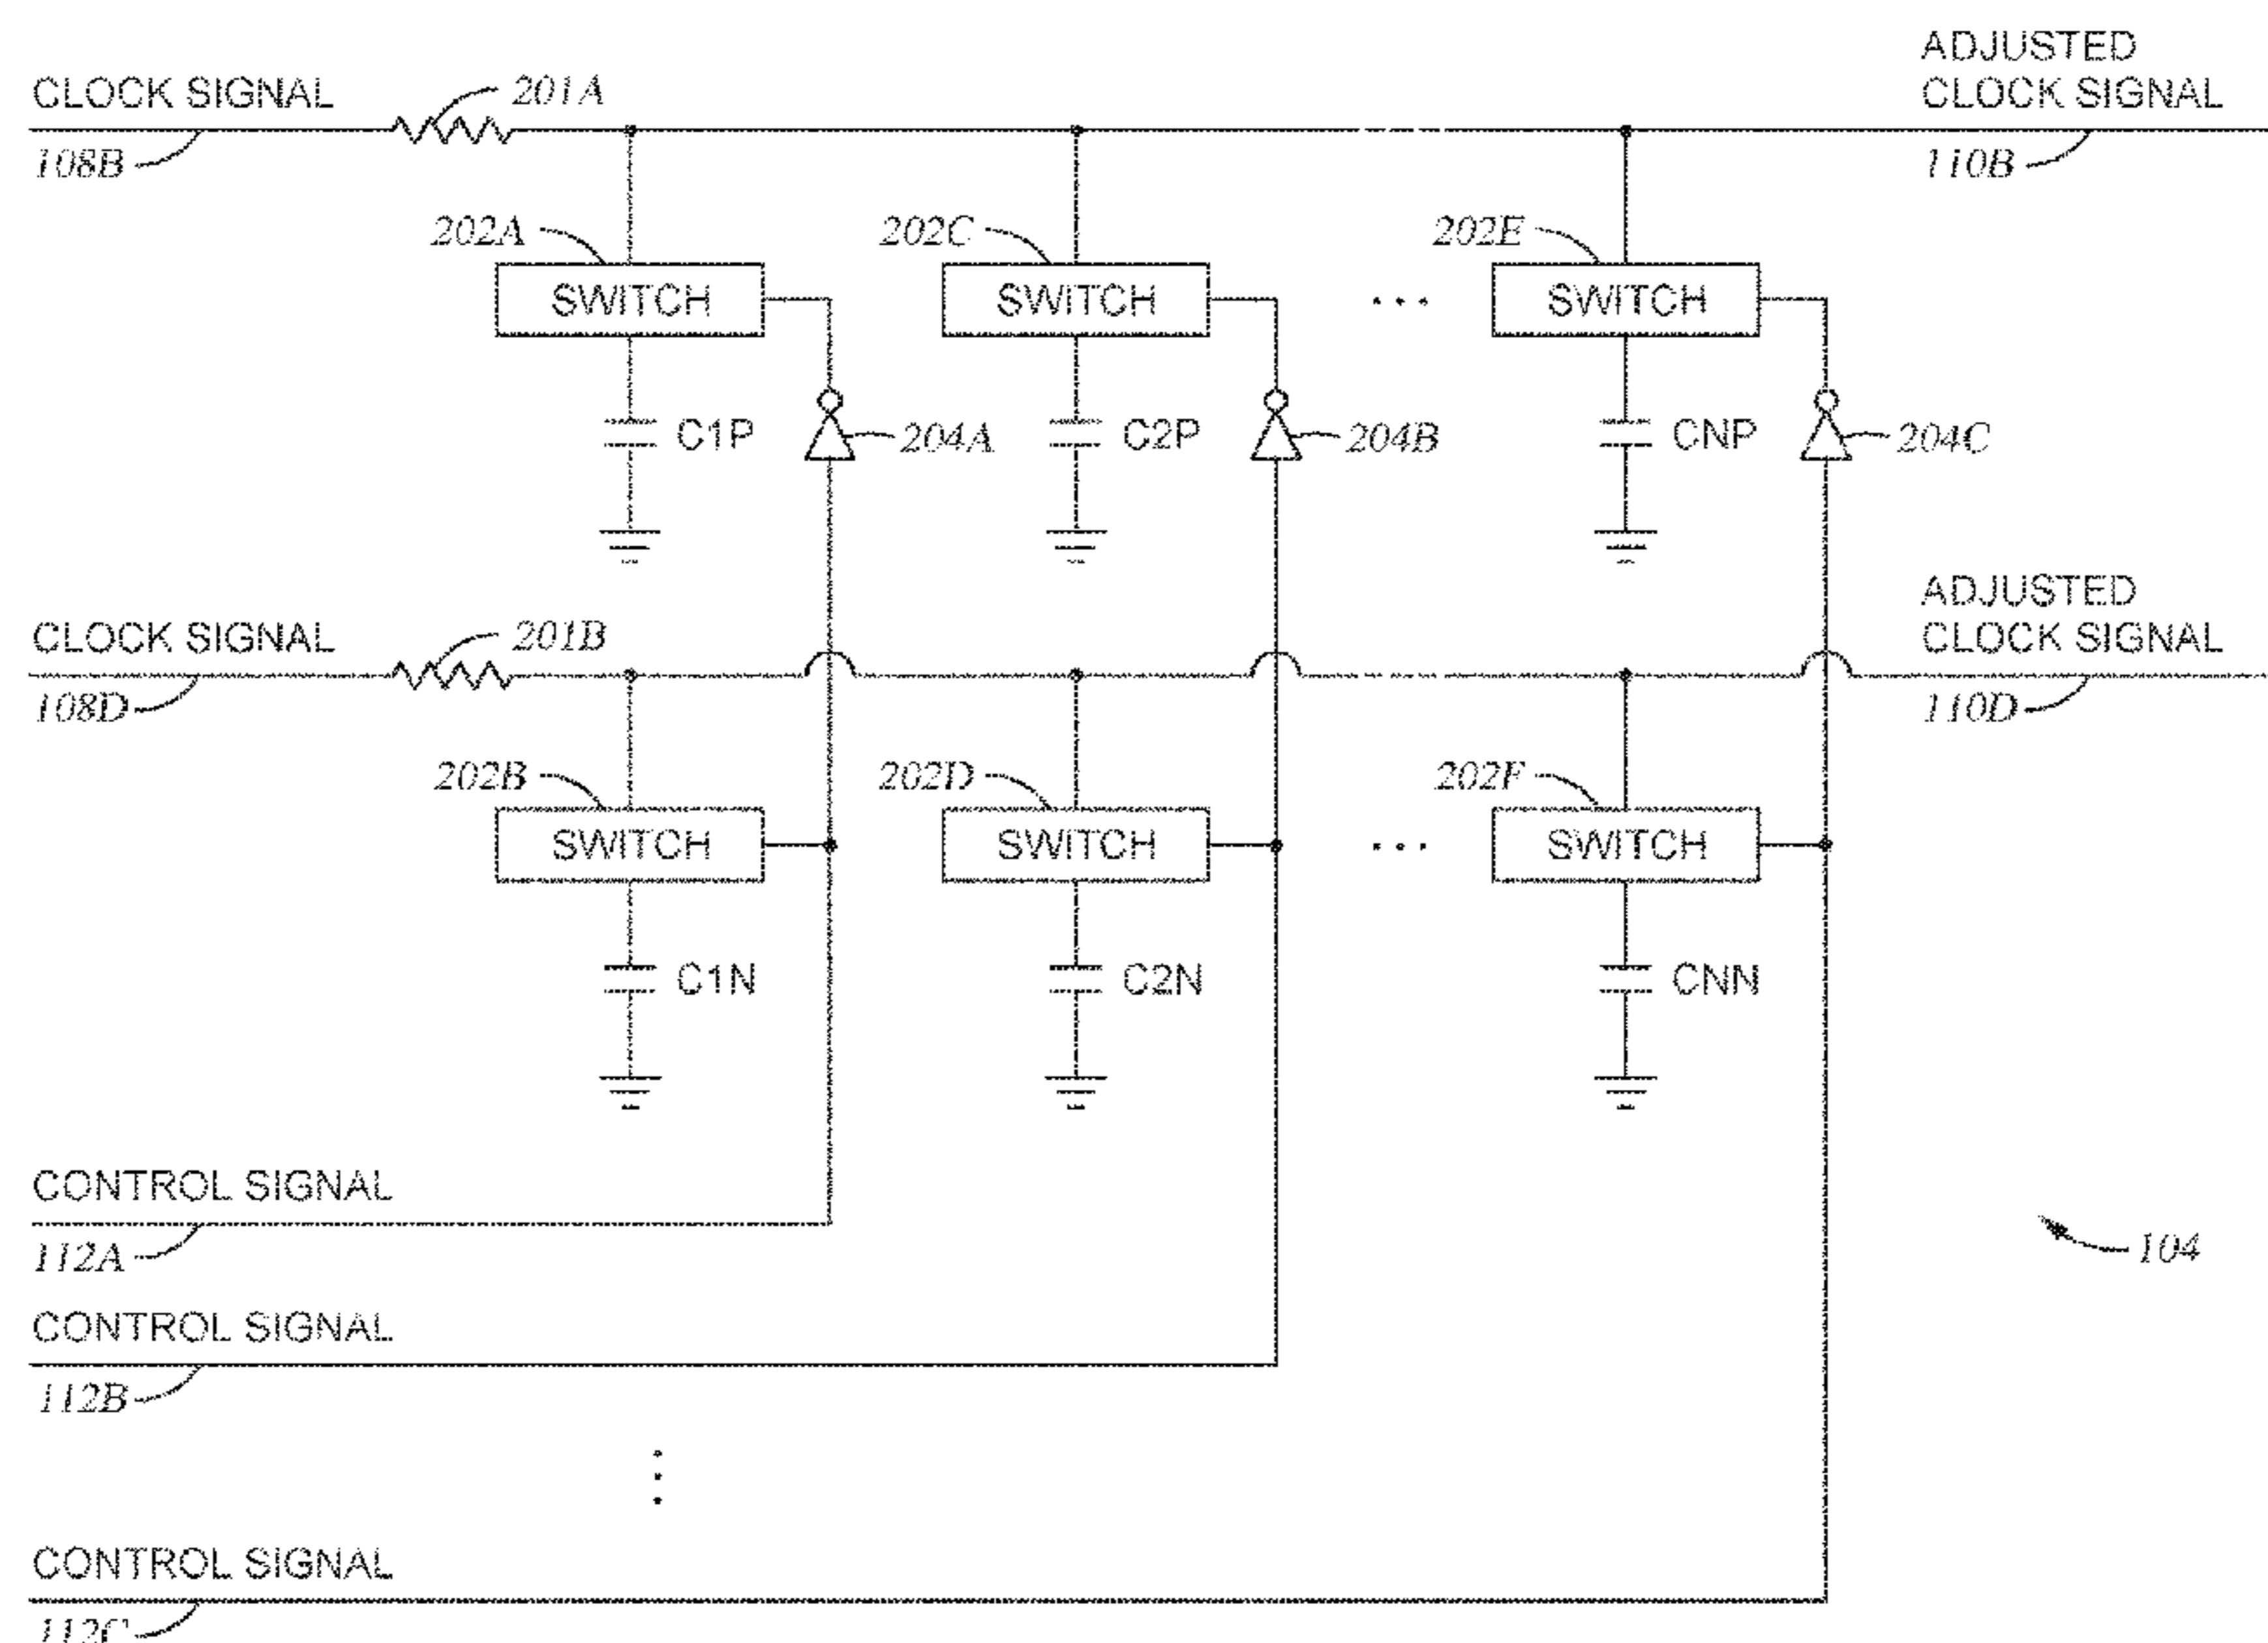 ADJUSTED
CLOCK SIGNAL 201A CLOCK SIGNAL
108B 110B
202A 202C 202E
SWITCH SWITCH ... SWITCH
C1P 204A C2P 204B CNP 204C
ADJUSTED
CLOCK SIGNAL 201B CLOCK SIGNAL
108D 110D
202B 202D 202F
SWITCH SWITCH ... SWITCH
C1N C2N CNN
CONTROL SIGNAL
112A 104
CONTROL SIGNAL
112B
CONTROL SIGNAL
112C